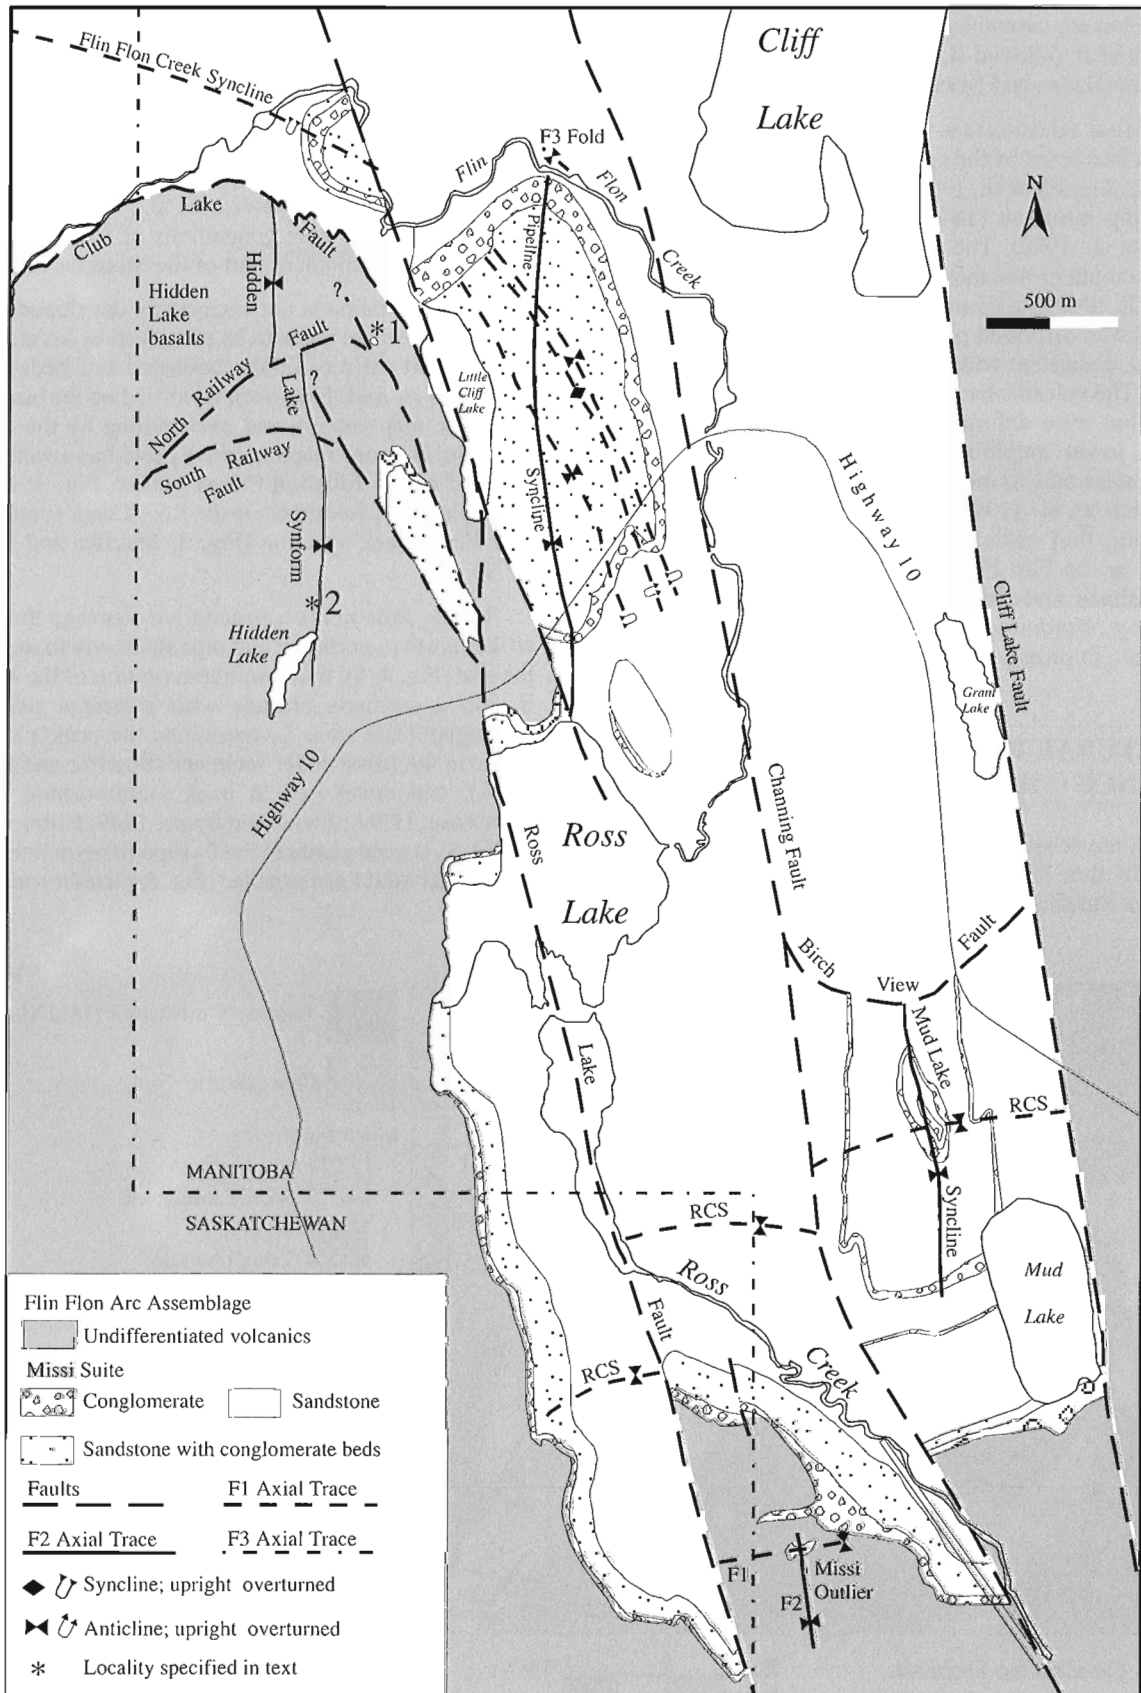 Cliff
Lake
Flin Flon Creek Syncline
F3 Fold
Flin
Flon
Creek
N
500 m
Club
Lake
Fault
Hidden
Lake
basalts
Hidden
Lake
Synform
?
* 1
North Railway
Fault
?
South Railway
Fault
Little
Cliff
Lake
Pipeline
Syncline
Highway 10
* 2
Hidden
Lake
Highway 10
Cliff Lake Fault
Grant
Lake
Channing Fault
Ross
Lake
Ross
Lake
Fault
Birch
View
Fault
Mud Lake
Syncline
RCS
MANITOBA
SASKATCHEWAN
RCS
Ross
Creek
Mud
Lake
RCS
F1
F2
Missi
Outlier
Flin Flon Arc Assemblage
Undifferentiated volcanics
Missi Suite
Conglomerate
Sandstone
Sandstone with conglomerate beds
Faults
F1 Axial Trace
F2 Axial Trace
F3 Axial Trace
Syncline; upright overturned
Anticline; upright overturned
* Locality specified in text